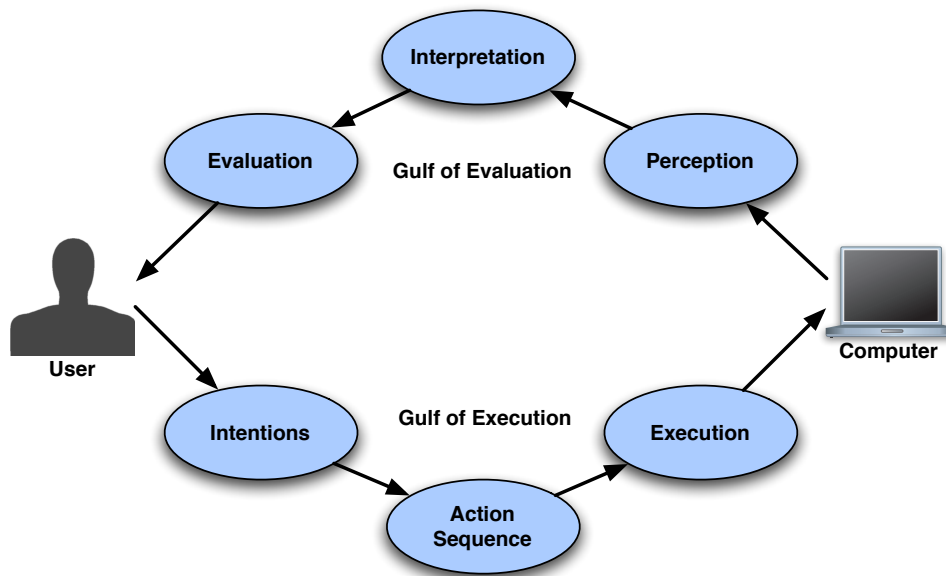 Interpretation
Evaluation
Gulf of Evaluation
Perception
User
Computer
Intentions
Gulf of Execution
Execution
Action
Sequence